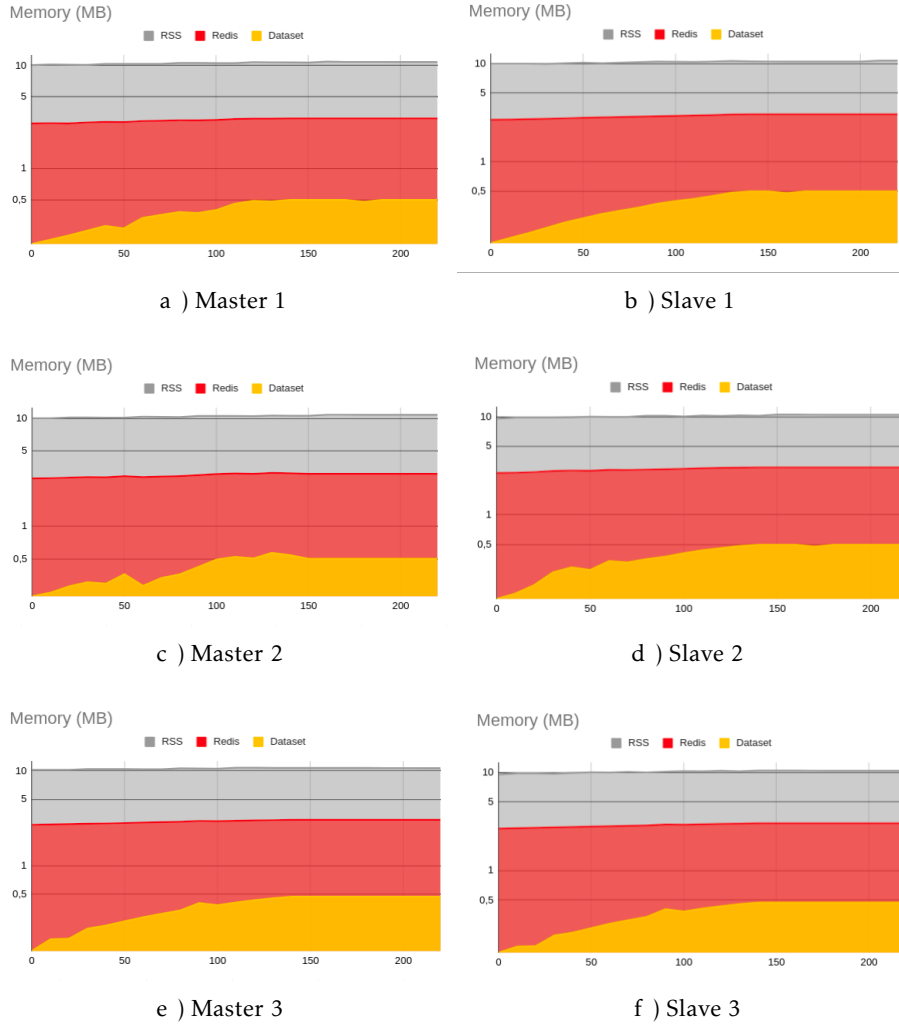 Memory (MB)
RSS Redis Dataset
10
5
1
0,5
0 50 100 150 200
a ) Master 1
Memory (MB)
RSS Redis Dataset
10
5
1
0,5
0 50 100 150 200
b ) Slave 1
Memory (MB)
RSS Redis Dataset
10
5
1
0,5
0 50 100 150 200
c ) Master 2
Memory (MB)
RSS Redis Dataset
10
5
1
0,5
0 50 100 150 200
d ) Slave 2
Memory (MB)
RSS Redis Dataset
10
5
1
0,5
0 50 100 150 200
e ) Master 3
Memory (MB)
RSS Redis Dataset
10
5
1
0,5
0 50 100 150 200
f ) Slave 3